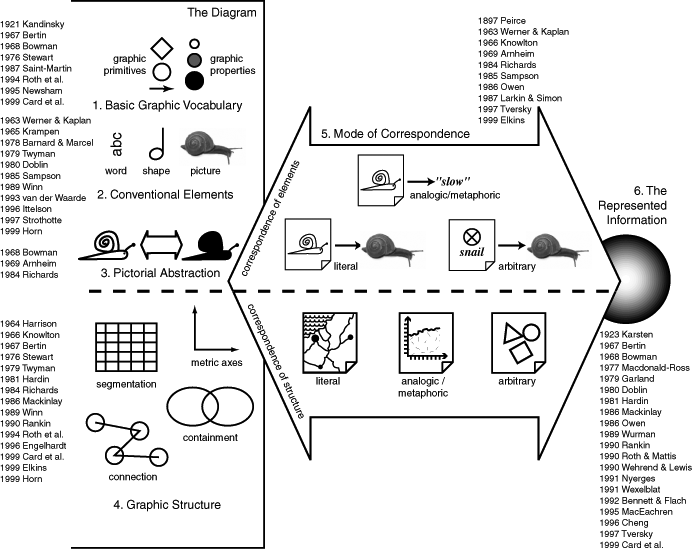 The Diagram
1921 Kandinsky
1967 Bertin
1968 Bowman
1976 Stewart
1987 Saint-Martin
1994 Roth et al.
1995 Newsham
1999 Card et al.
graphic
primitives
graphic
properties
1. Basic Graphic Vocabulary
1963 Werner & Kaplan
1965 Krampen
1978 Barnard & Marcel
1979 Twyman
1980 Doblin
1985 Sampson
1989 Winn
1993 van der Waarde
1996 Ittelson
1997 Strothotte
1999 Horn
abc
word
shape
picture
2. Conventional Elements
1968 Bowman
1969 Arnheim
1984 Richards
3. Pictorial Abstraction
1964 Harrison
1966 Knowlton
1967 Bertin
1976 Stewart
1979 Twyman
1981 Hardin
1984 Richards
1986 Mackinlay
1989 Winn
1990 Rankin
1994 Roth et al.
1996 Engelhardt
1999 Card et al.
1999 Elkins
1999 Horn
segmentation
metric axes
containment
connection
4. Graphic Structure
1897 Peirce
1963 Werner & Kaplan
1966 Knowlton
1969 Arnheim
1984 Richards
1985 Sampson
1986 Owen
1987 Larkin & Simon
1997 Tversky
1999 Elkins
5. Mode of Correspondence
correspondence of elements
"slow"
analogic/metaphoric
literal
snail
arbitrary
correspondence of structure
literal
analogic /
metaphoric
arbitrary
6. The
Represented
Information
1923 Karsten
1967 Bertin
1968 Bowman
1977 Macdonald-Ross
1979 Garland
1980 Doblin
1981 Hardin
1986 Mackinlay
1986 Owen
1989 Wurman
1990 Rankin
1990 Roth & Mattis
1990 Wehrend & Lewis
1991 Nyerges
1991 Wexelblat
1992 Bennett & Flach
1995 MacEachren
1996 Cheng
1997 Tversky
1999 Card et al.